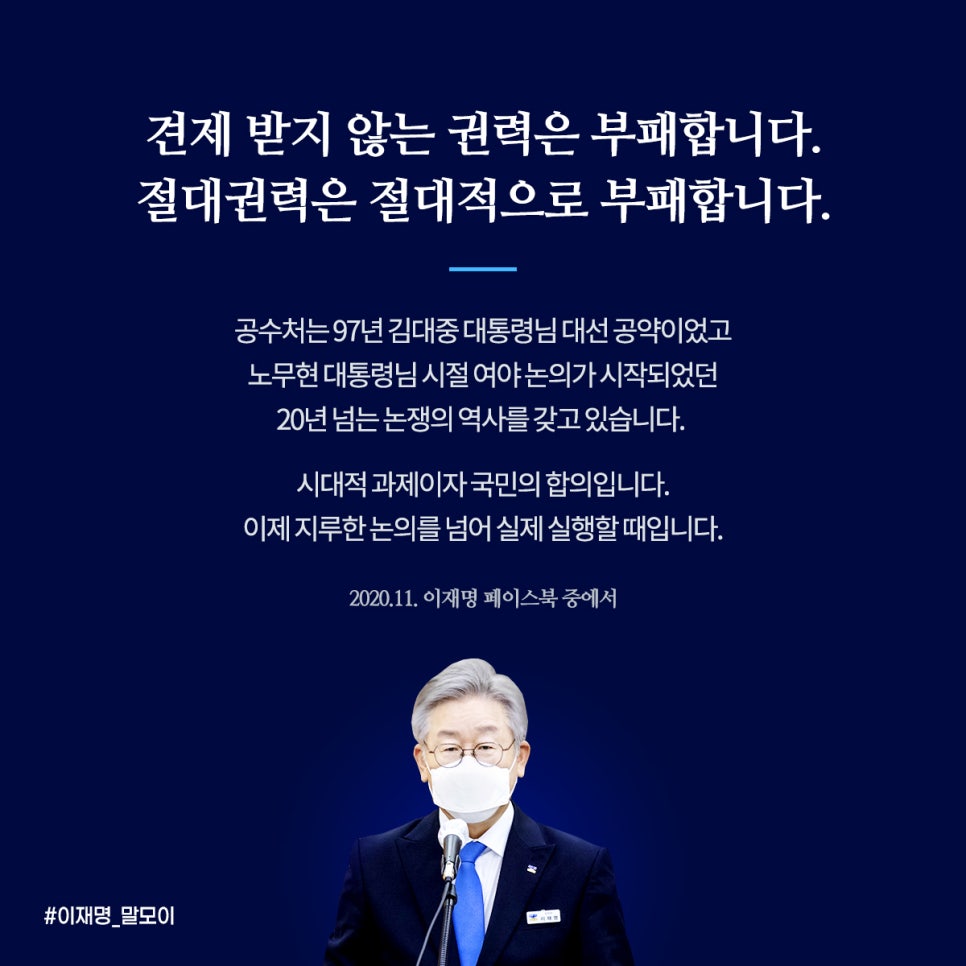 견제 받지 않는 권력은 부패합니다.
절대권력은 절대적으로 부패합니다.
공수처는 97년 김대중 대통령님 대선 공약이었고
노무현 대통령님 시절 여야 논의가 시작되었던
20년 넘는 논쟁의 역사를 갖고 있습니다.
시대적 과제이자 국민의 합의입니다.
이제 지루한 논의를 넘어 실제 실행할 때입니다.
2020.11. 이재명 페이스북 중에서
이재명
#이재명_말모이